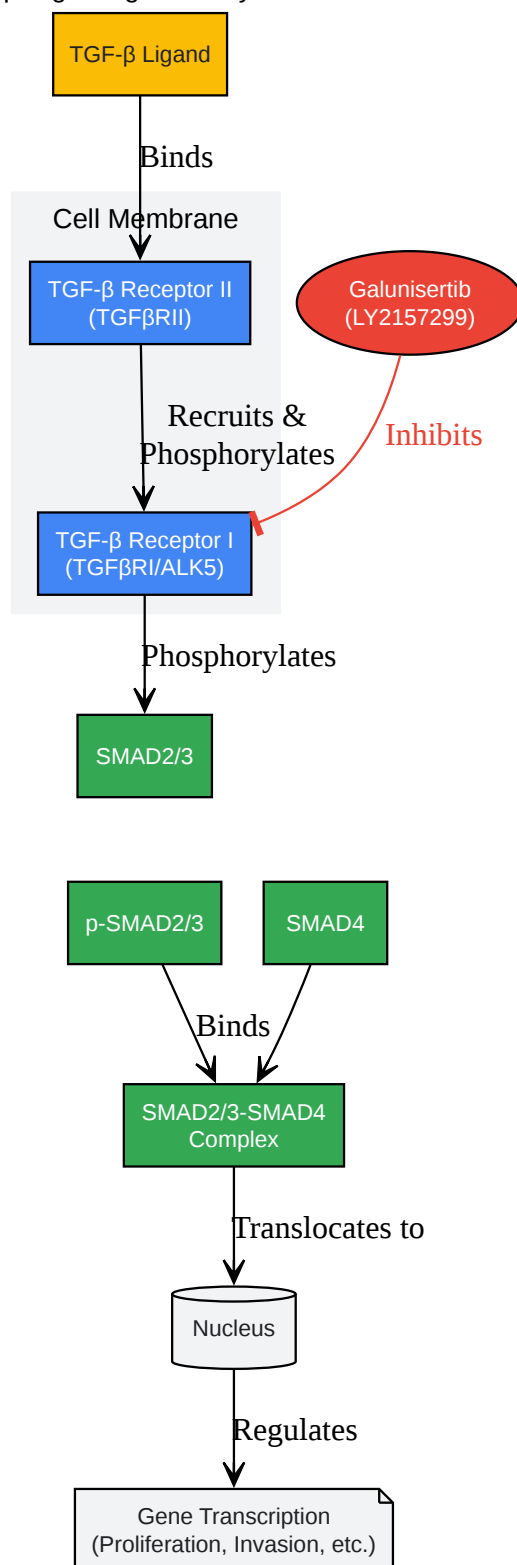 TGF-β Ligand
Binds
Cell Membrane
TGF-β Receptor II
(TGFβRII)
Galunisertib
(LY2157299)
Recruits &
Phosphorylates
Inhibits
TGF-β Receptor I
(TGFβRI/ALK5)
Phosphorylates
SMAD2/3
p-SMAD2/3
SMAD4
Binds
SMAD2/3-SMAD4
Complex
Translocates to
Nucleus
Regulates
Gene Transcription
(Proliferation, Invasion, etc.)